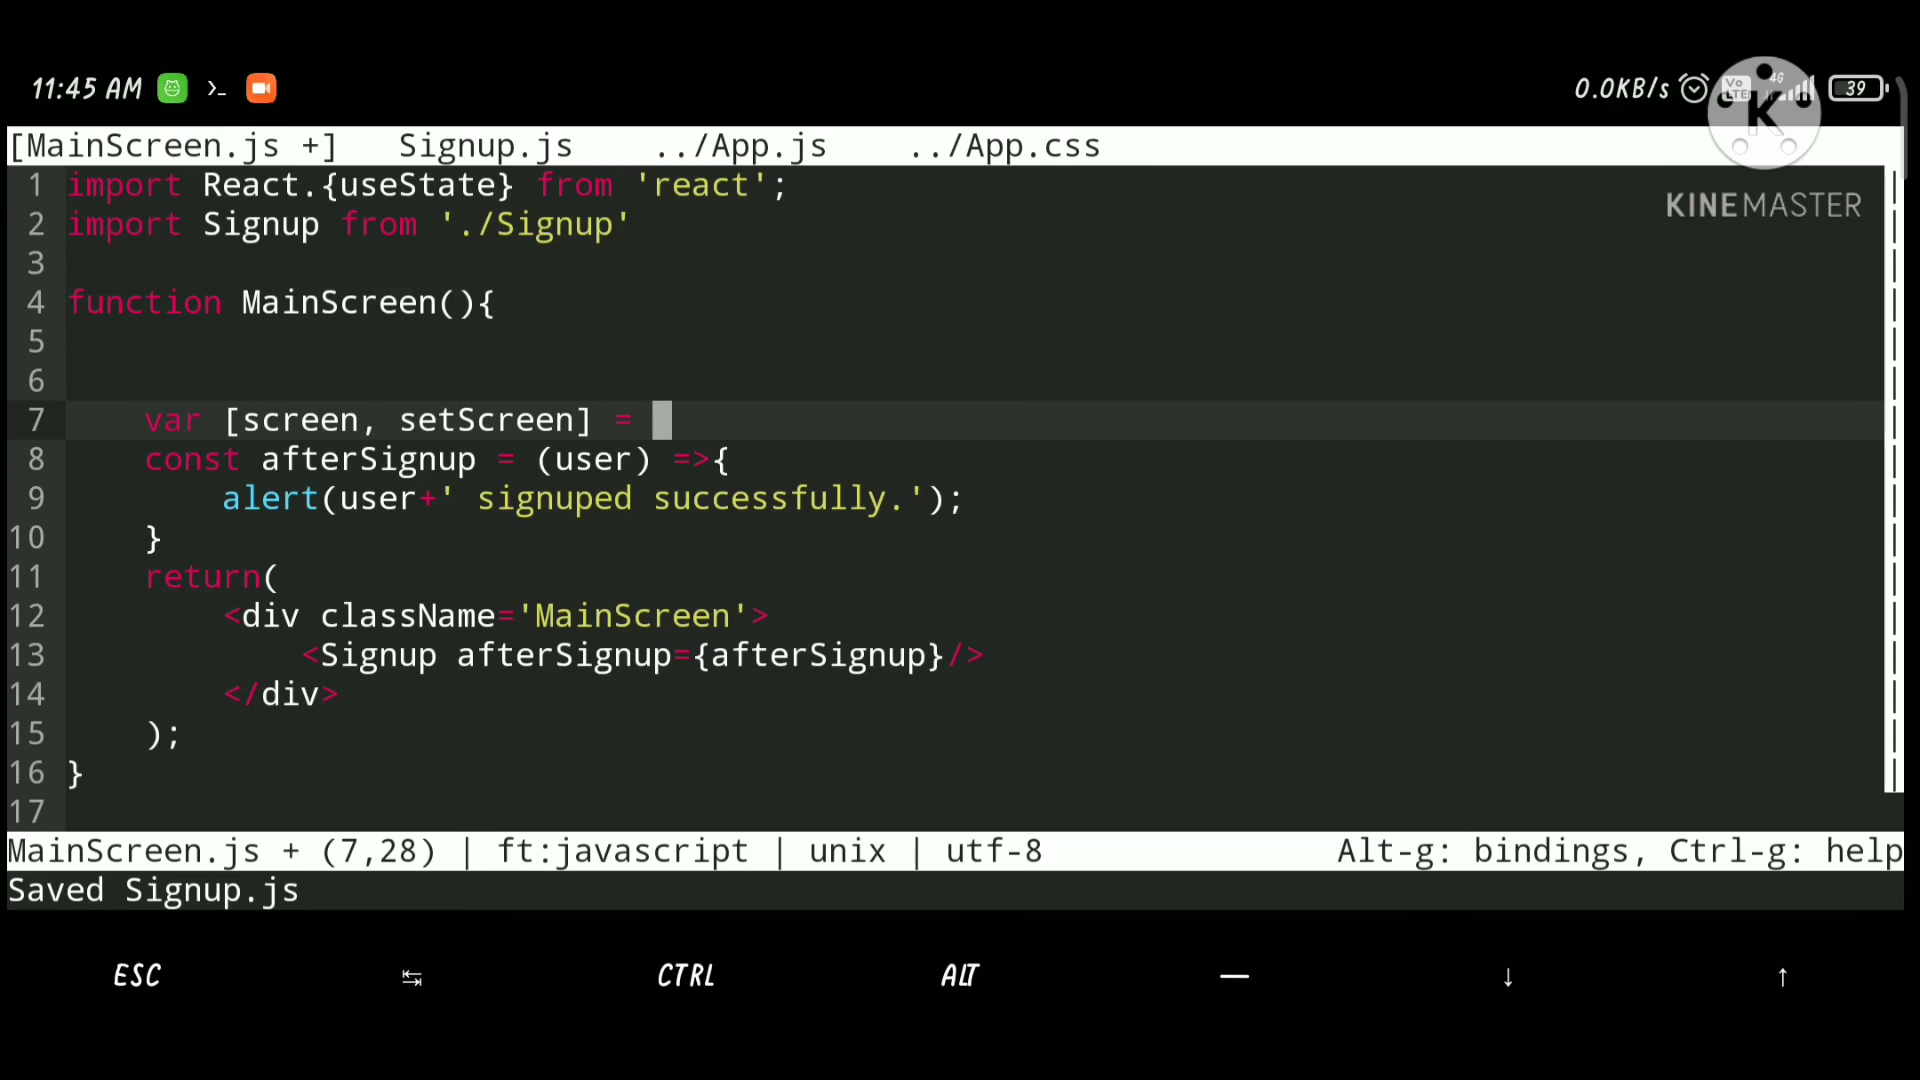 11:45 AM
0.0KB/s
Vo LTE
4G
39
K
KINEMASTER
[MainScreen.js +] Signup.js ../App.js ../App.css
1 import React.{useState} from 'react';
2 import Signup from './Signup'
3
4 function MainScreen(){
5
6
7 var [screen, setScreen] =
8 const afterSignup = (user) =>{
9 alert(user+' signuped successfully.');
10 }
11 return(
12 <div className='MainScreen'>
13 <Signup afterSignup={afterSignup}/>
14 </div>
15 );
16 }
17
MainScreen.js + (7,28) | ft:javascript | unix | utf-8 Alt-g: bindings, Ctrl-g: help
Saved Signup.js
ESC ↹ CTRL ALT — ↓ ↑